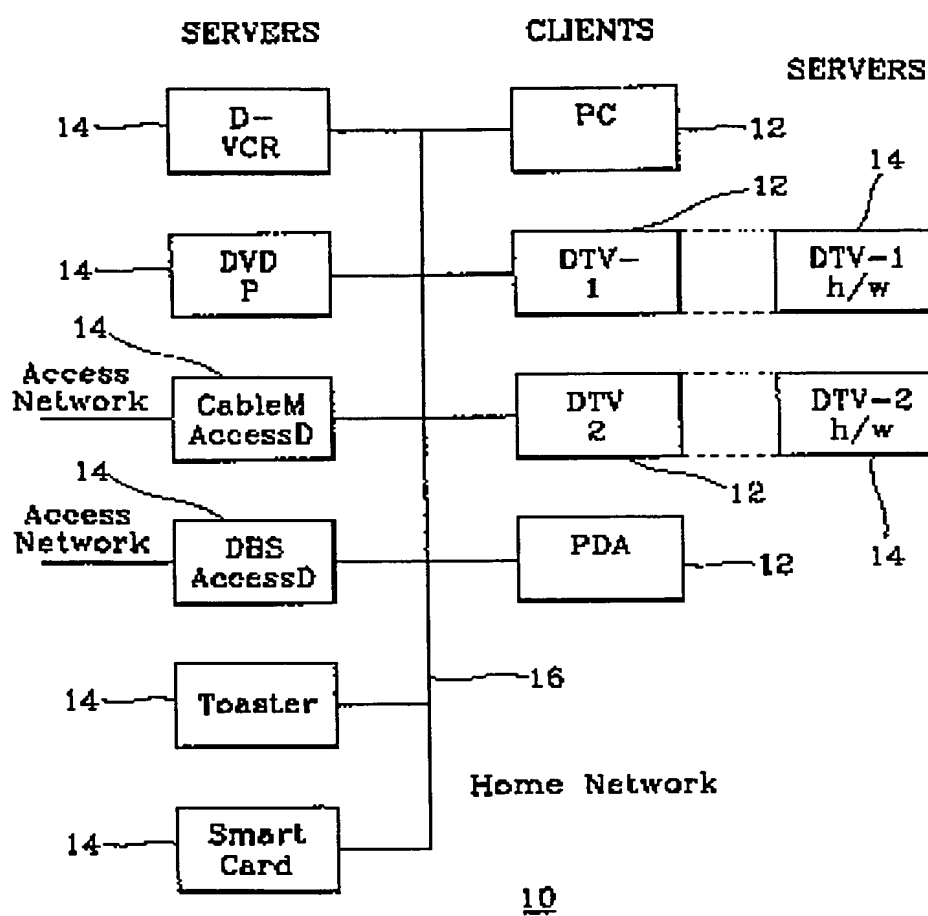 SERVERS
CLIENTS
SERVERS
14
D-
VCR
PC
12
14
DVD
P
12
DTV-
1
14
DTV-1
h/w
14
Access
Network
CableM
AccessD
DTV
2
12
DTV-2
h/w
14
14
Access
Network
DBS
AccessD
PDA
12
14
Toaster
16
Home Network
14
Smart
Card
10